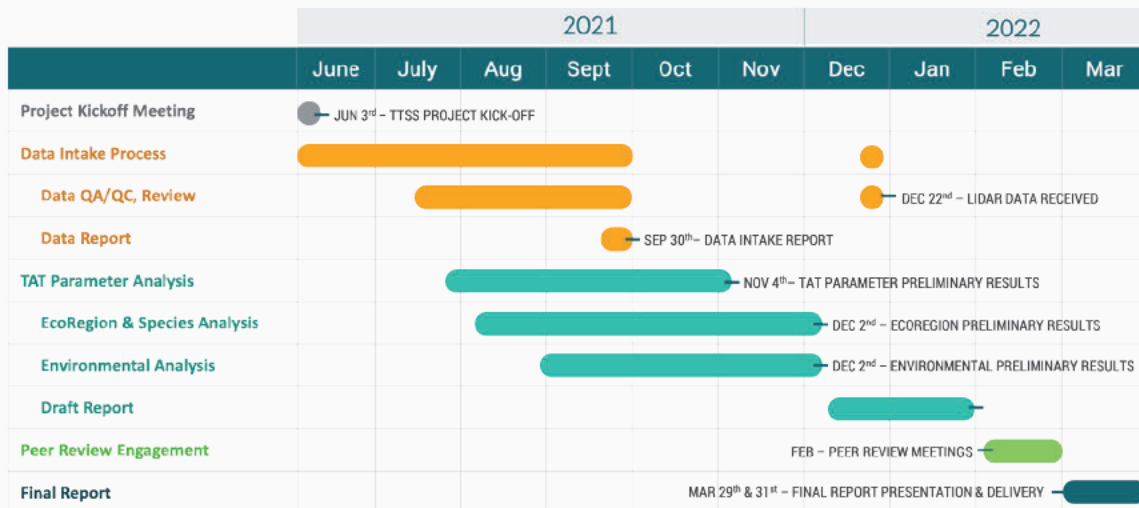 2021 2022
June July Aug Sept Oct Nov Dec Jan Feb Mar
Project Kickoff Meeting JUN 3rd – TTSS PROJECT KICK-OFF
Data Intake Process
Data QA/QC, Review DEC 22nd – LIDAR DATA RECEIVED
Data Report SEP 30th– DATA INTAKE REPORT
TAT Parameter Analysis NOV 4th– TAT PARAMETER PRELIMINARY RESULTS
EcoRegion & Species Analysis DEC 2nd – ECOREGION PRELIMINARY RESULTS
Environmental Analysis DEC 2nd – ENVIRONMENTAL PRELIMINARY RESULTS
Draft Report
Peer Review Engagement FEB – PEER REVIEW MEETINGS
Final Report MAR 29th & 31st – FINAL REPORT PRESENTATION & DELIVERY